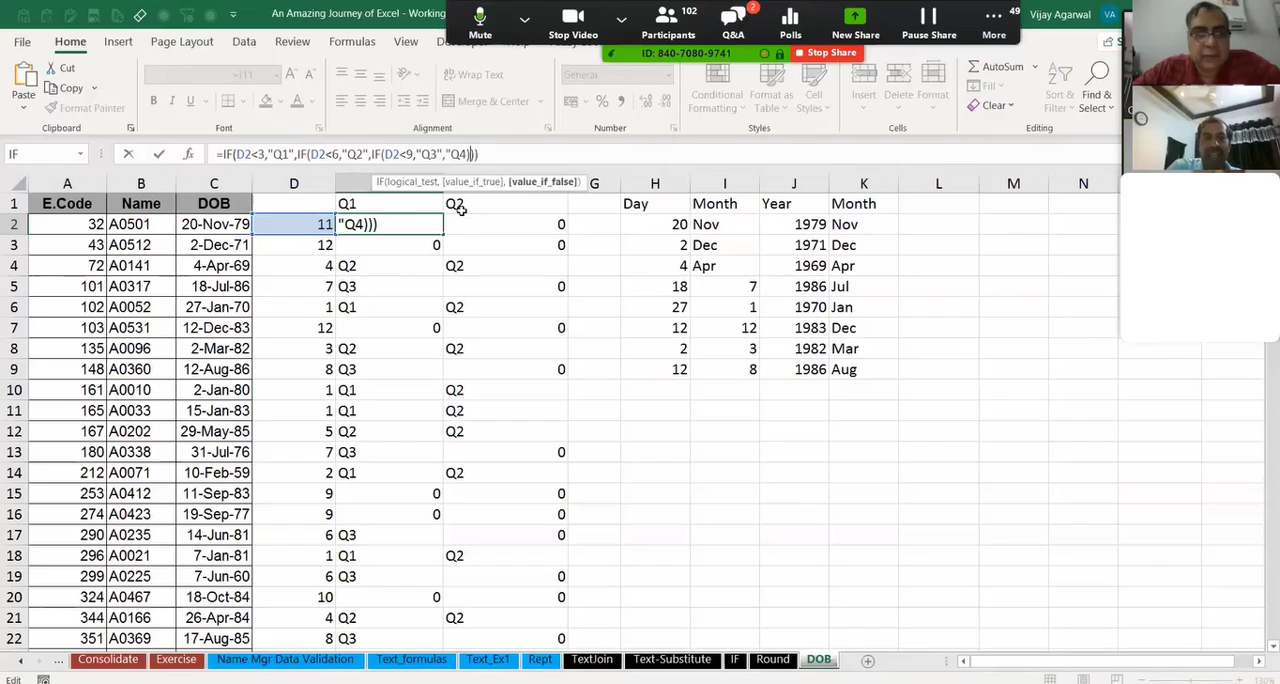 An Amazing Journey of Excel - Working
Vijay Agarwal VA
102
2
49
Mute
Stop Video
Participants
Q&A
Polls
New Share
Pause Share
More
ID: 840-7080-9741
Stop Share
File Home Insert Page Layout Data Review Formulas View
Paste
Cut
Copy
Format Painter
Clipboard
11
B I U
Font
Wrap Text
Merge & Center
Alignment
General
Number
Conditional Formatting
Format as Table
Cell Styles
Styles
Insert
Delete
Format
Cells
AutoSum
Fill
Clear
Sort & Filter
Find & Select
Editing
IF
=IF(D2<3,"Q1",IF(D2<6,"Q2",IF(D2<9,"Q3","Q4)))
IF(logical_test, [value_if_true], [value_if_false])
A B C D G H I J K L M N
1 E.Code Name DOB Q1 Q2 Day Month Year Month
2 32 A0501 20-Nov-79 11 "Q4))) 0 20 Nov 1979 Nov
3 43 A0512 2-Dec-71 12 0 0 2 Dec 1971 Dec
4 72 A0141 4-Apr-69 4 Q2 Q2 4 Apr 1969 Apr
5 101 A0317 18-Jul-86 7 Q3 0 18 7 1986 Jul
6 102 A0052 27-Jan-70 1 Q1 Q2 27 1 1970 Jan
7 103 A0531 12-Dec-83 12 0 0 12 12 1983 Dec
8 135 A0096 2-Mar-82 3 Q2 Q2 2 3 1982 Mar
9 148 A0360 12-Aug-86 8 Q3 0 12 8 1986 Aug
10 161 A0010 2-Jan-80 1 Q1 Q2
11 165 A0033 15-Jan-83 1 Q1 Q2
12 167 A0202 29-May-85 5 Q2 Q2
13 180 A0338 31-Jul-76 7 Q3 0
14 212 A0071 10-Feb-59 2 Q1 Q2
15 253 A0412 11-Sep-83 9 0 0
16 274 A0423 19-Sep-77 9 0 0
17 290 A0235 14-Jun-81 6 Q3 0
18 296 A0021 7-Jan-81 1 Q1 Q2
19 299 A0225 7-Jun-60 6 Q3 0
20 324 A0467 18-Oct-84 10 0 0
21 344 A0166 26-Apr-84 4 Q2 Q2
22 351 A0369 17-Aug-85 8 Q3 0
... Consolidate Exercise Name Mgr Data Validation Text_formulas Text_Ex1 Rept TextJoin Text-Substitute IF Round DOB
Edit
130%